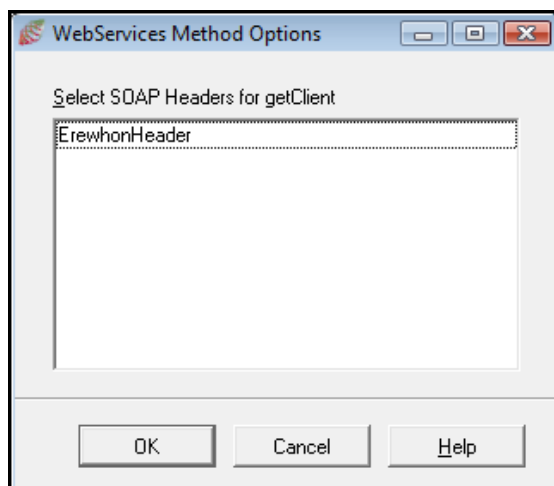 WebServices Method Options
Select SOAP Headers for getClient
ErewhonHeader
OK Cancel Help